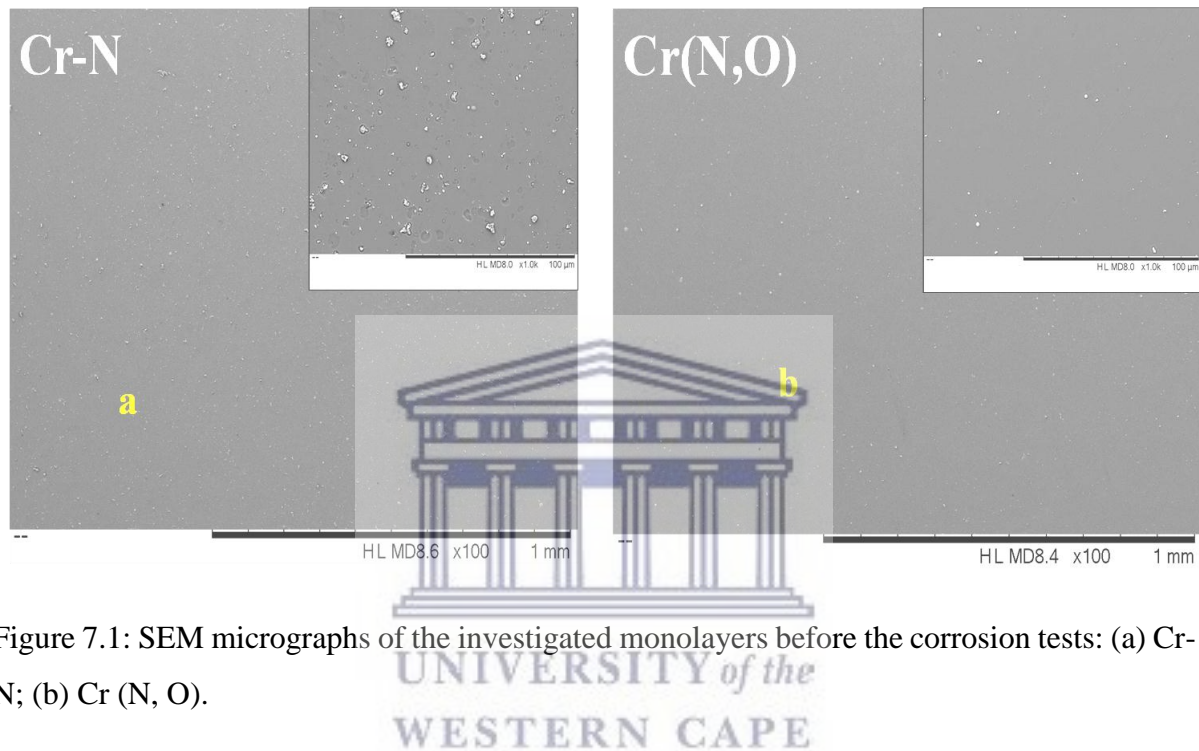 Cr-N
HL MD8.0 x1.0k 100 µm
a
HL MD8.6 x100 1 mm
Cr(N,O)
HL MD8.0 x1.0k 100 µm
b
HL MD8.4 x100 1 mm
Figure 7.1: SEM micrographs of the investigated monolayers before the corrosion tests: (a) Cr-
N; (b) Cr (N, O).
UNIVERSITY of the
WESTERN CAPE